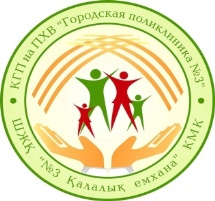 КГП на ПХВ "Городская поликлиника №3"
ШЖҚ "№3 Қалалық емхана" КМК